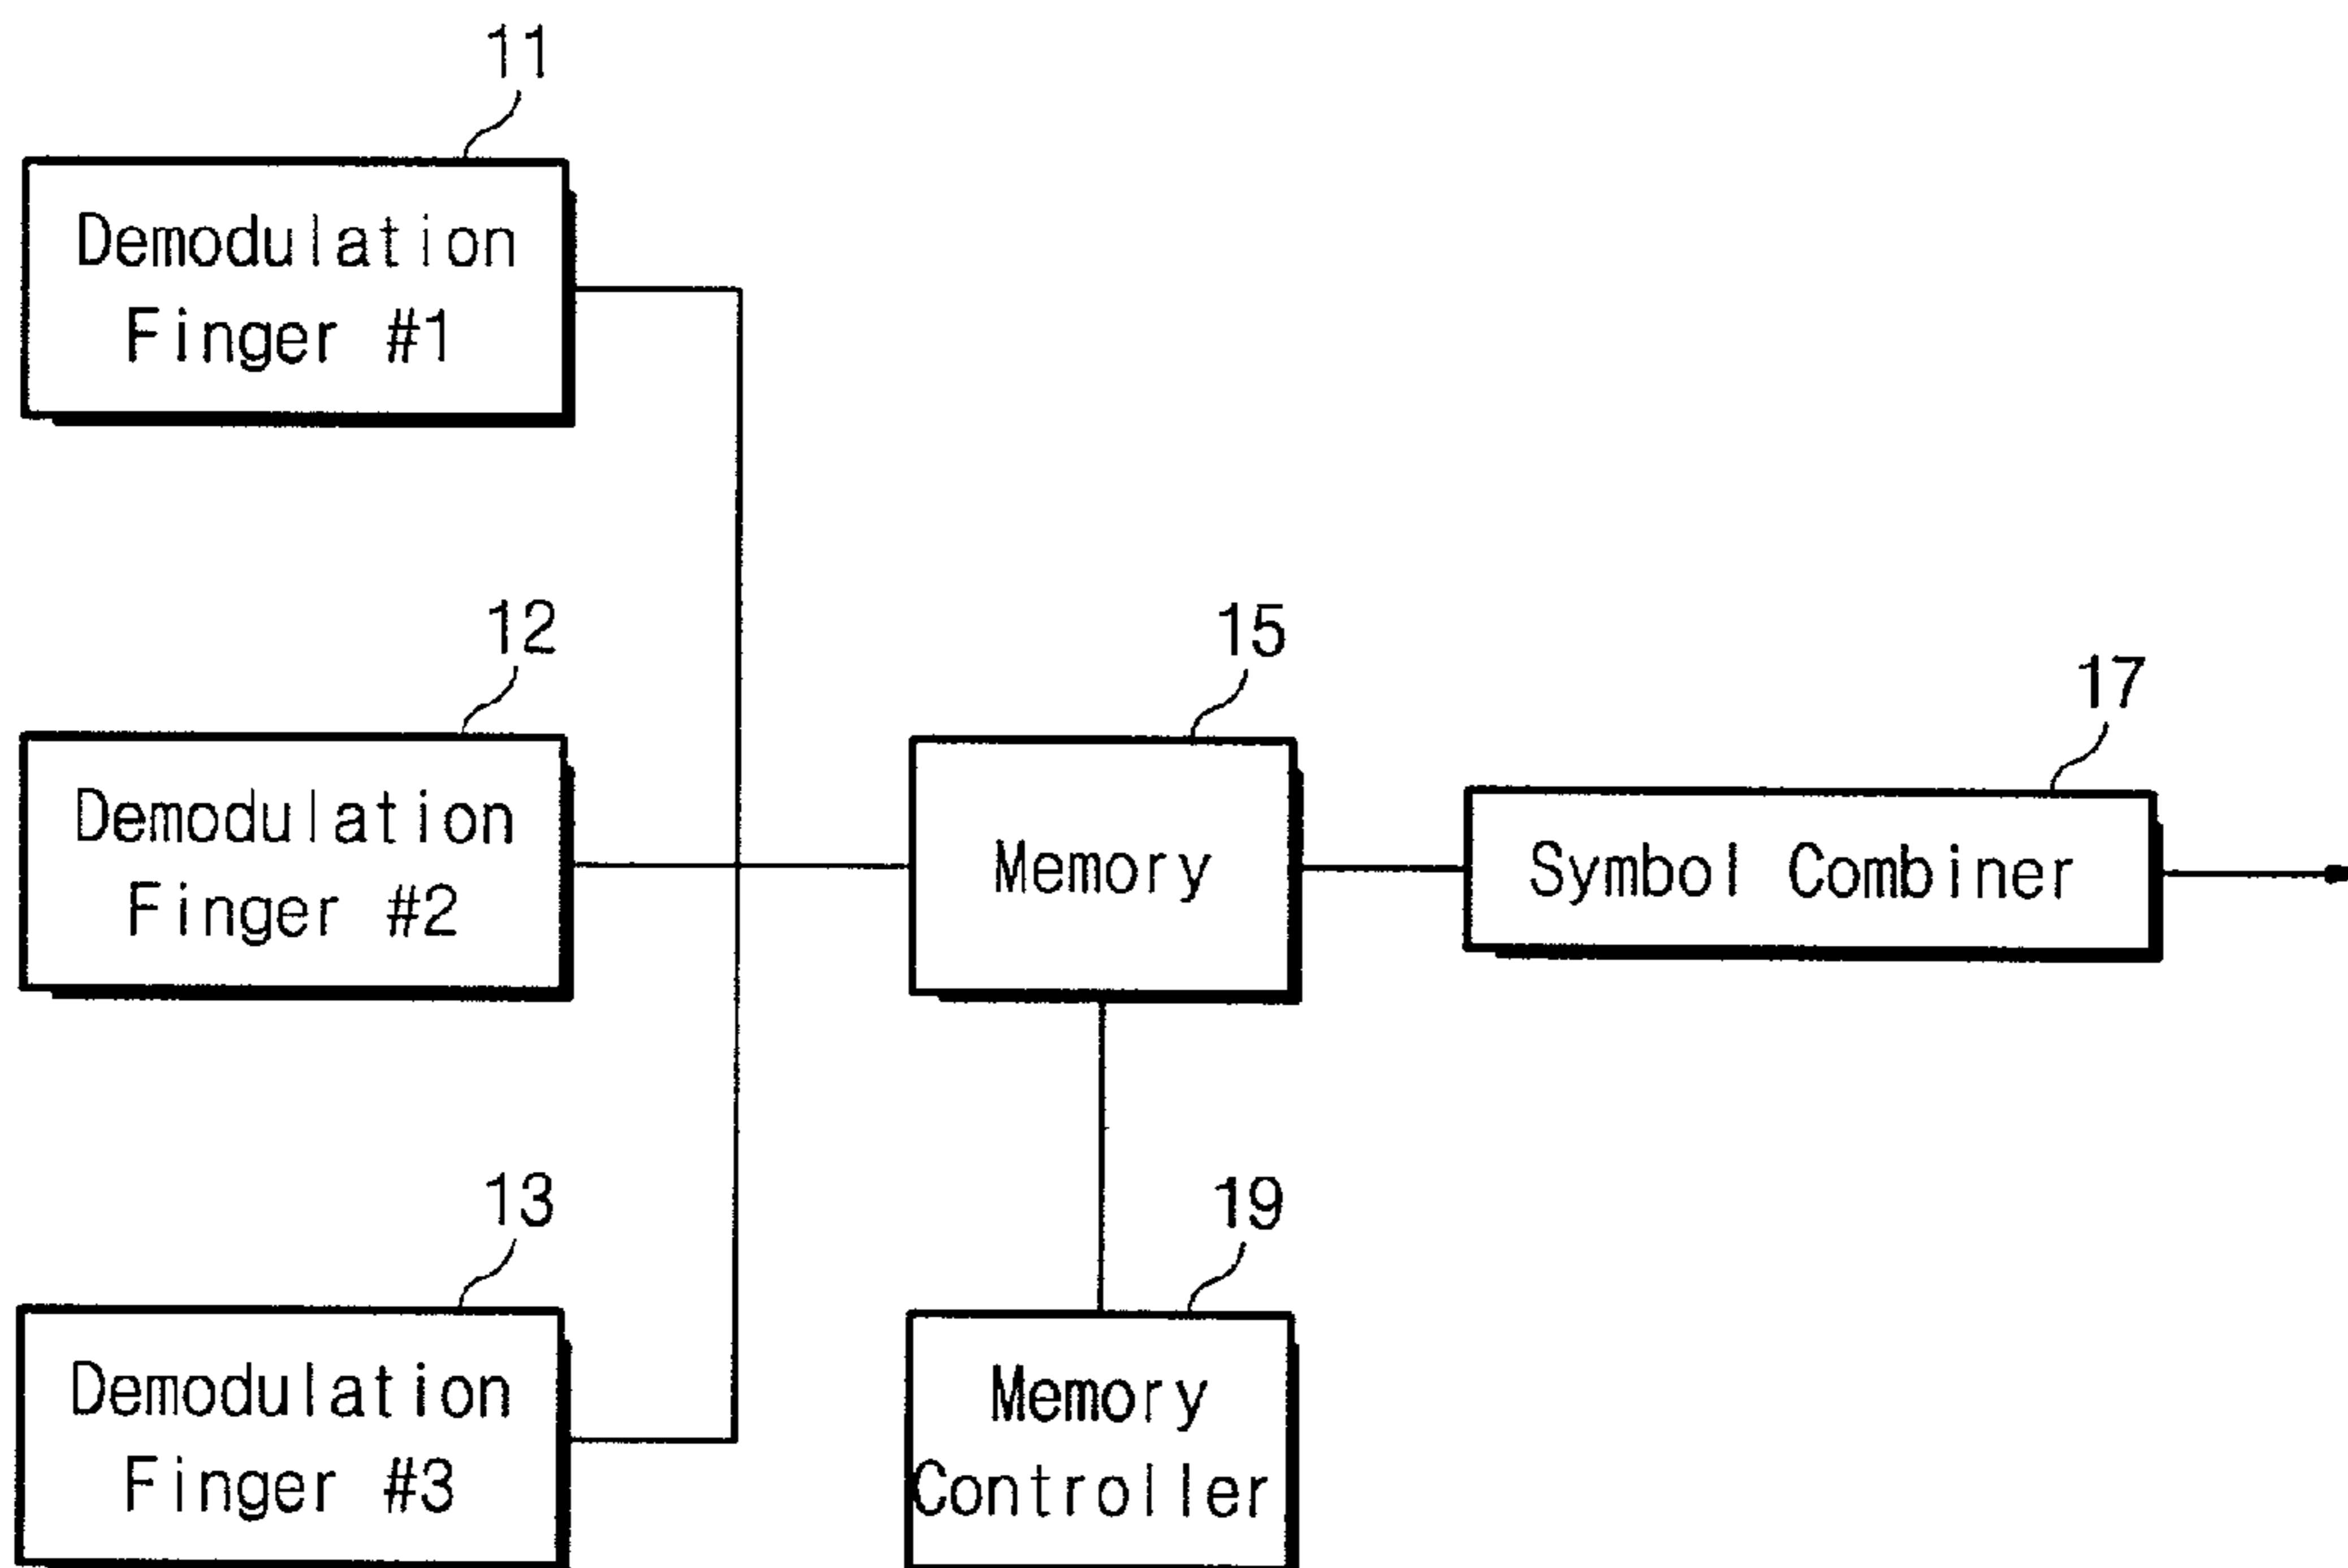 11
Demodulation
Finger #1
12
Demodulation
Finger #2
15
Memory
17
Symbol Combiner
13
Demodulation
Finger #3
19
Memory
Controller